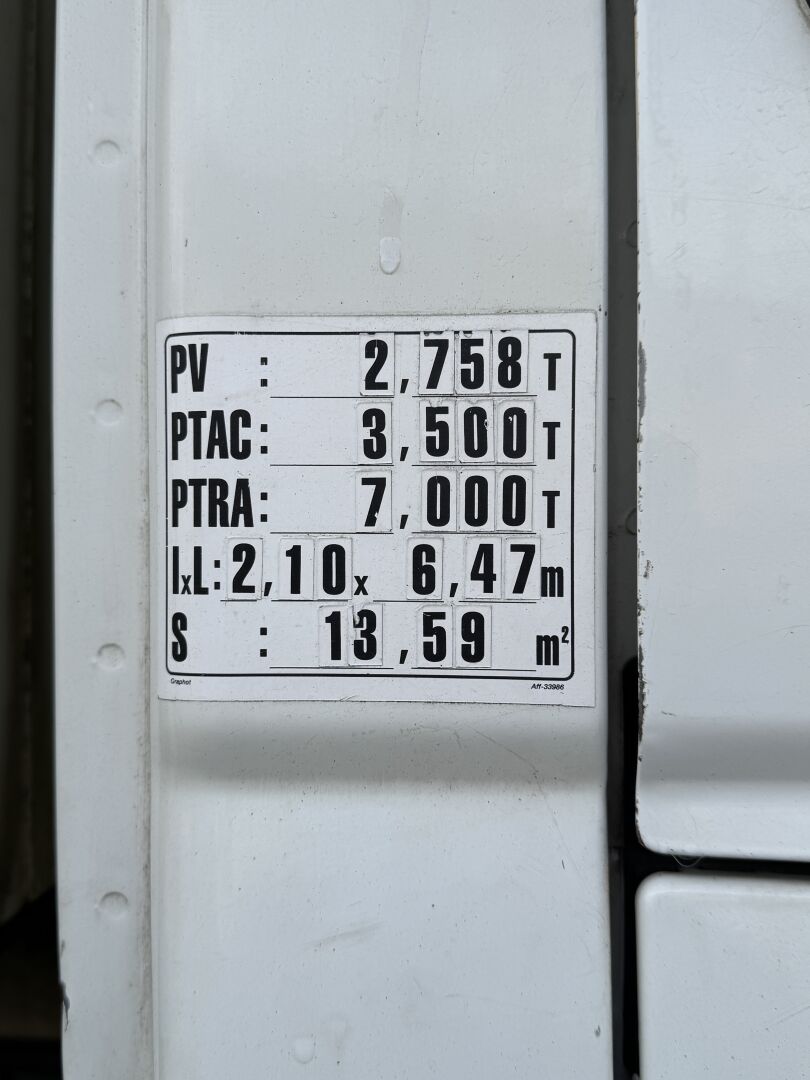 PV : 2,758 T
PTAC : 3,500 T
PTRA : 7,000 T
lxL : 2,10 x 6,47 m
S : 13,59 m²
Graphot Aff-33986